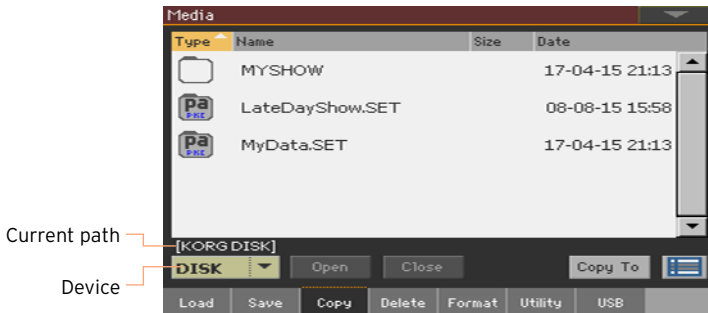 Media
Type Name Size Date
MYSHOW 17-04-15 21:13
Pa PKG LateDayShow.SET 08-08-15 15:58
Pa PKG MyData.SET 17-04-15 21:13
Current path
[KORG DISK]
Device
DISK Open Close Copy To
Load Save Copy Delete Format Utility USB